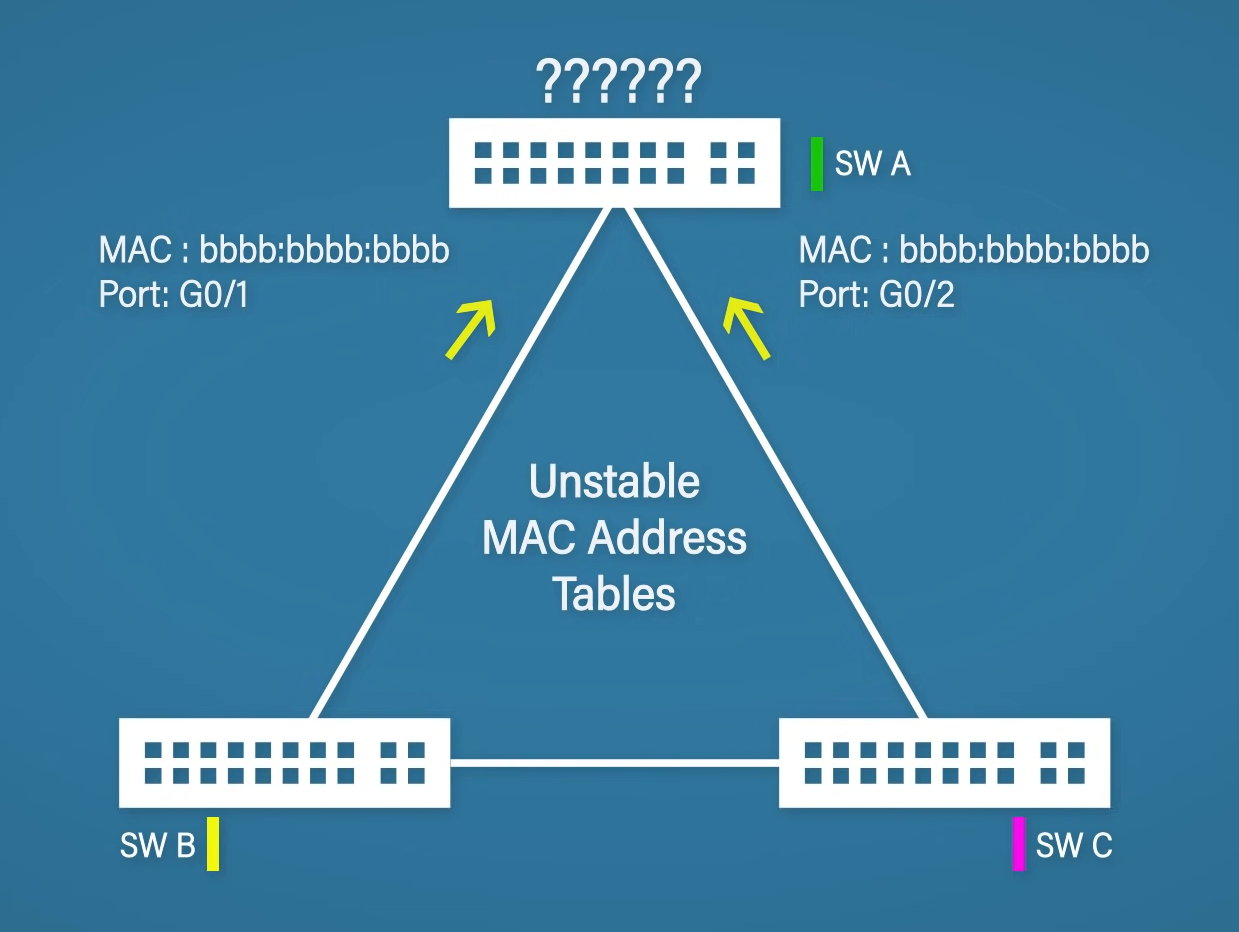 ??????
SW A
MAC : bbbb:bbbb:bbbb
Port: G0/1
MAC : bbbb:bbbb:bbbb
Port: G0/2
Unstable
MAC Address
Tables
SW B
SW C